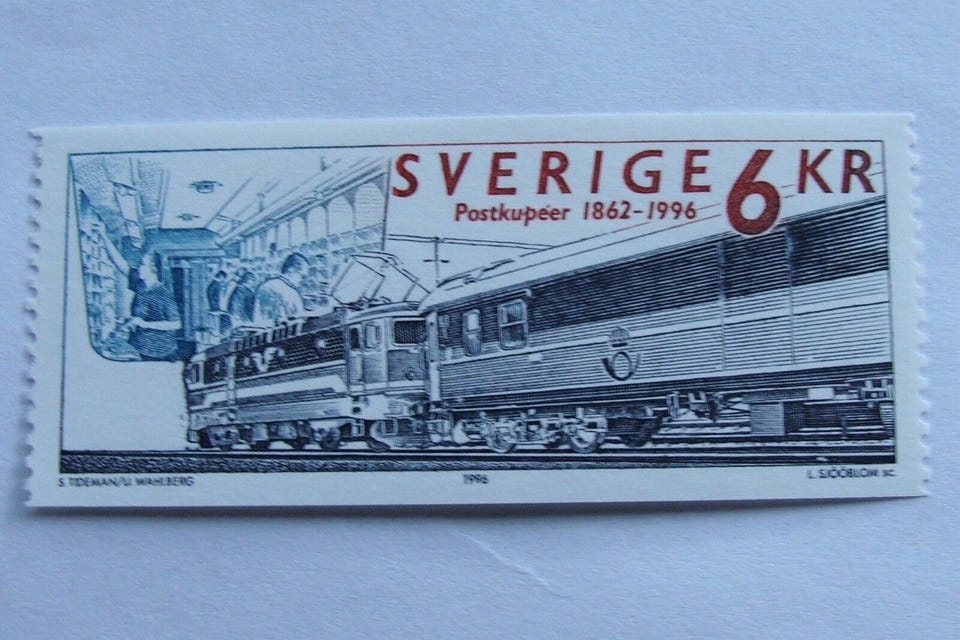 SVERIGE 6 KR
Postkupéer 1862-1996
S. TIDEMAN/U. WAHLBERG
1996
L. SJÖÖBLOM sc.